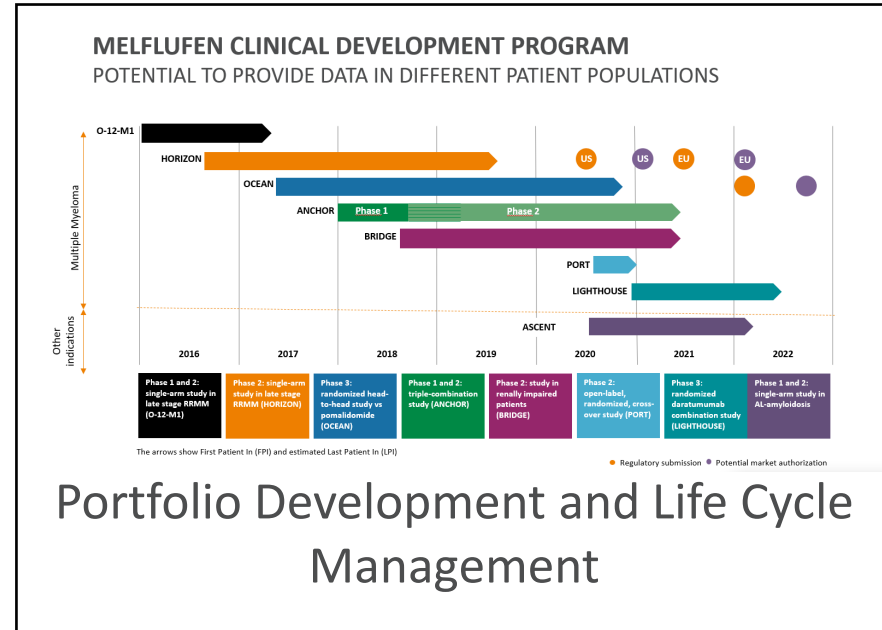 MELFLUFEN CLINICAL DEVELOPMENT PROGRAM
POTENTIAL TO PROVIDE DATA IN DIFFERENT PATIENT POPULATIONS
Multiple Myeloma
O-12-M1
HORIZON
US
US
EU
EU
OCEAN
ANCHOR
Phase 1
Phase 2
BRIDGE
PORT
LIGHTHOUSE
Other
indications
ASCENT
2016 2017 2018 2019 2020 2021 2022
Phase 1 and 2:
single-arm study in
late stage RRMM
(O-12-M1)
Phase 2: single-arm
study in late stage
RRMM (HORIZON)
Phase 3:
randomized head-
to-head study vs
pomalidomide
(OCEAN)
Phase 1 and 2:
triple-combination
study (ANCHOR)
Phase 2: study in
renally impaired
patients
(BRIDGE)
Phase 2:
open-label,
randomized, cross-
over study (PORT)
Phase 3:
randomized
daratumumab
combination study
(LIGHTHOUSE)
Phase 1 and 2:
single-arm study in
AL-amyloidosis
The arrows show First Patient In (FPI) and estimated Last Patient In (LPI)
Regulatory submission
Potential market authorization
Portfolio Development and Life Cycle
Management